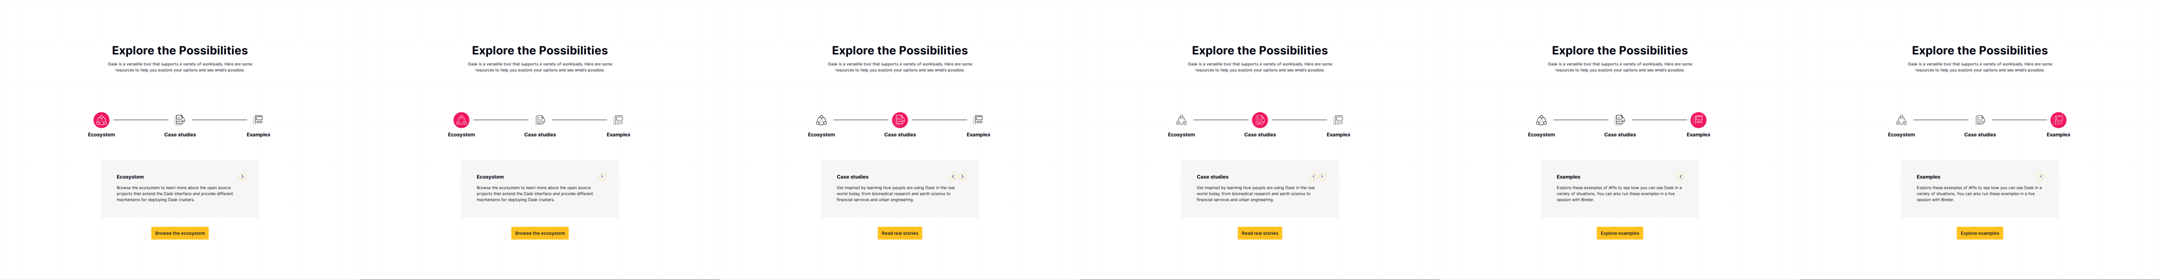 Explore the Possibilities
Dask is a versatile tool that supports a variety of workloads. Here are some
resources to help you explore your options and see what's possible.
Ecosystem
Case studies
Examples
Ecosystem
Browse the ecosystem to learn more about the open source
projects that extend the Dask interface and provide different
mechanisms for deploying Dask clusters.
Browse the ecosystem
Explore the Possibilities
Dask is a versatile tool that supports a variety of workloads. Here are some
resources to help you explore your options and see what's possible.
Ecosystem
Case studies
Examples
Ecosystem
Browse the ecosystem to learn more about the open source
projects that extend the Dask interface and provide different
mechanisms for deploying Dask clusters.
Browse the ecosystem
Explore the Possibilities
Dask is a versatile tool that supports a variety of workloads. Here are some
resources to help you explore your options and see what's possible.
Ecosystem
Case studies
Examples
Case studies
Get inspired by learning how people are using Dask in the real
world today, from biomedical research and earth science to
financial services and urban engineering.
Read real stories
Explore the Possibilities
Dask is a versatile tool that supports a variety of workloads. Here are some
resources to help you explore your options and see what's possible.
Ecosystem
Case studies
Examples
Case studies
Get inspired by learning how people are using Dask in the real
world today, from biomedical research and earth science to
financial services and urban engineering.
Read real stories
Explore the Possibilities
Dask is a versatile tool that supports a variety of workloads. Here are some
resources to help you explore your options and see what's possible.
Ecosystem
Case studies
Examples
Examples
Explore these examples of APIs to see how you can use Dask in a
variety of situations. You can also run these examples in a live
session with Binder.
Explore examples
Explore the Possibilities
Dask is a versatile tool that supports a variety of workloads. Here are some
resources to help you explore your options and see what's possible.
Ecosystem
Case studies
Examples
Examples
Explore these examples of APIs to see how you can use Dask in a
variety of situations. You can also run these examples in a live
session with Binder.
Explore examples